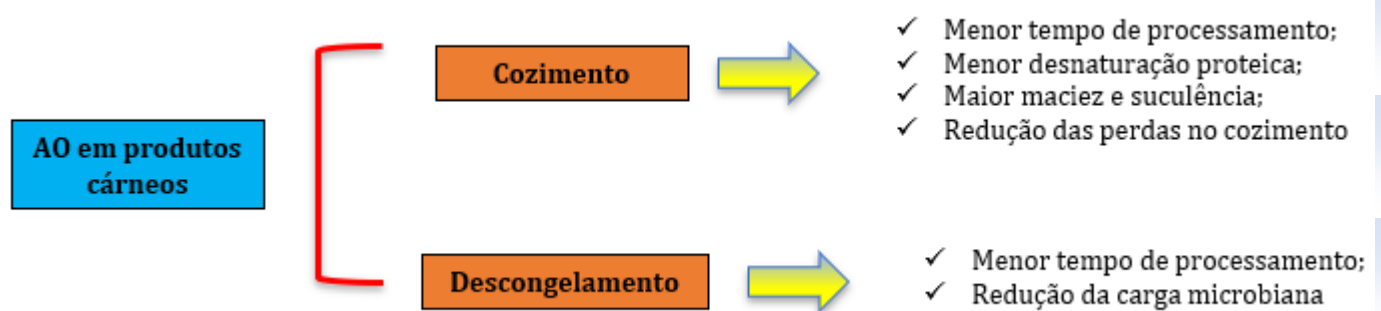 AO em produtos
cárneos
Cozimento
✓ Menor tempo de processamento;
✓ Menor desnaturação proteica;
✓ Maior maciez e suculência;
✓ Redução das perdas no cozimento
Descongelamento
✓ Menor tempo de processamento;
✓ Redução da carga microbiana